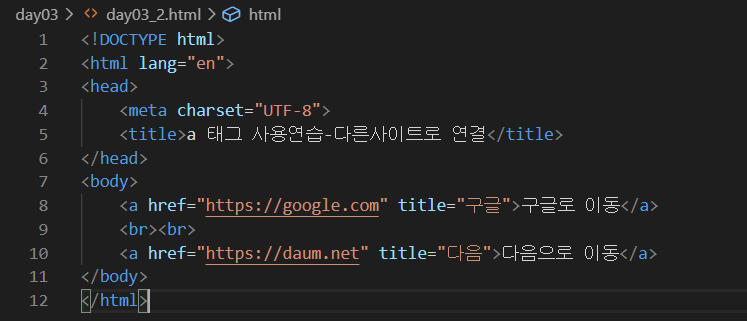 day03 > <> day03_2.html > html
1 <!DOCTYPE html>
2 <html lang="en">
3 <head>
4 <meta charset="UTF-8">
5 <title>a 태그 사용연습-다른사이트로 연결</title>
6 </head>
7 <body>
8 <a href="https://google.com" title="구글">구글로 이동</a>
9 <br><br>
10 <a href="https://daum.net" title="다음">다음으로 이동</a>
11 </body>
12 </html>